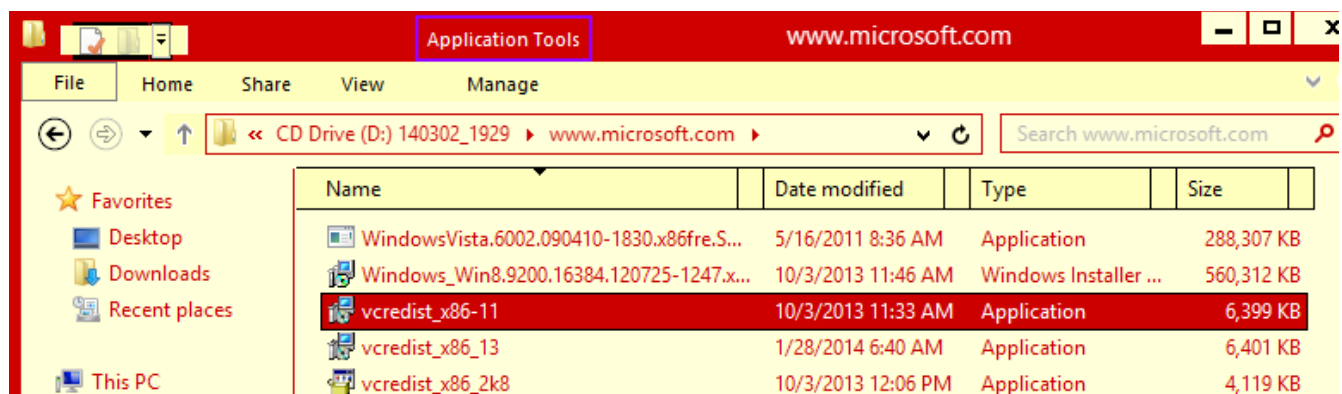 Application Tools www.microsoft.com
File Home Share View Manage
« CD Drive (D:) 140302_1929 www.microsoft.com Search www.microsoft.com
Name Date modified Type Size
Favorites
Desktop
Downloads
Recent places
This PC
WindowsVista.6002.090410-1830.x86fre.S... 5/16/2011 8:36 AM Application 288,307 KB
Windows_Win8.9200.16384.120725-1247.x... 10/3/2013 11:46 AM Windows Installer ... 560,312 KB
vcredist_x86-11 10/3/2013 11:33 AM Application 6,399 KB
vcredist_x86_13 1/28/2014 6:40 AM Application 6,401 KB
vcredist_x86_2k8 10/3/2013 12:06 PM Application 4,119 KB